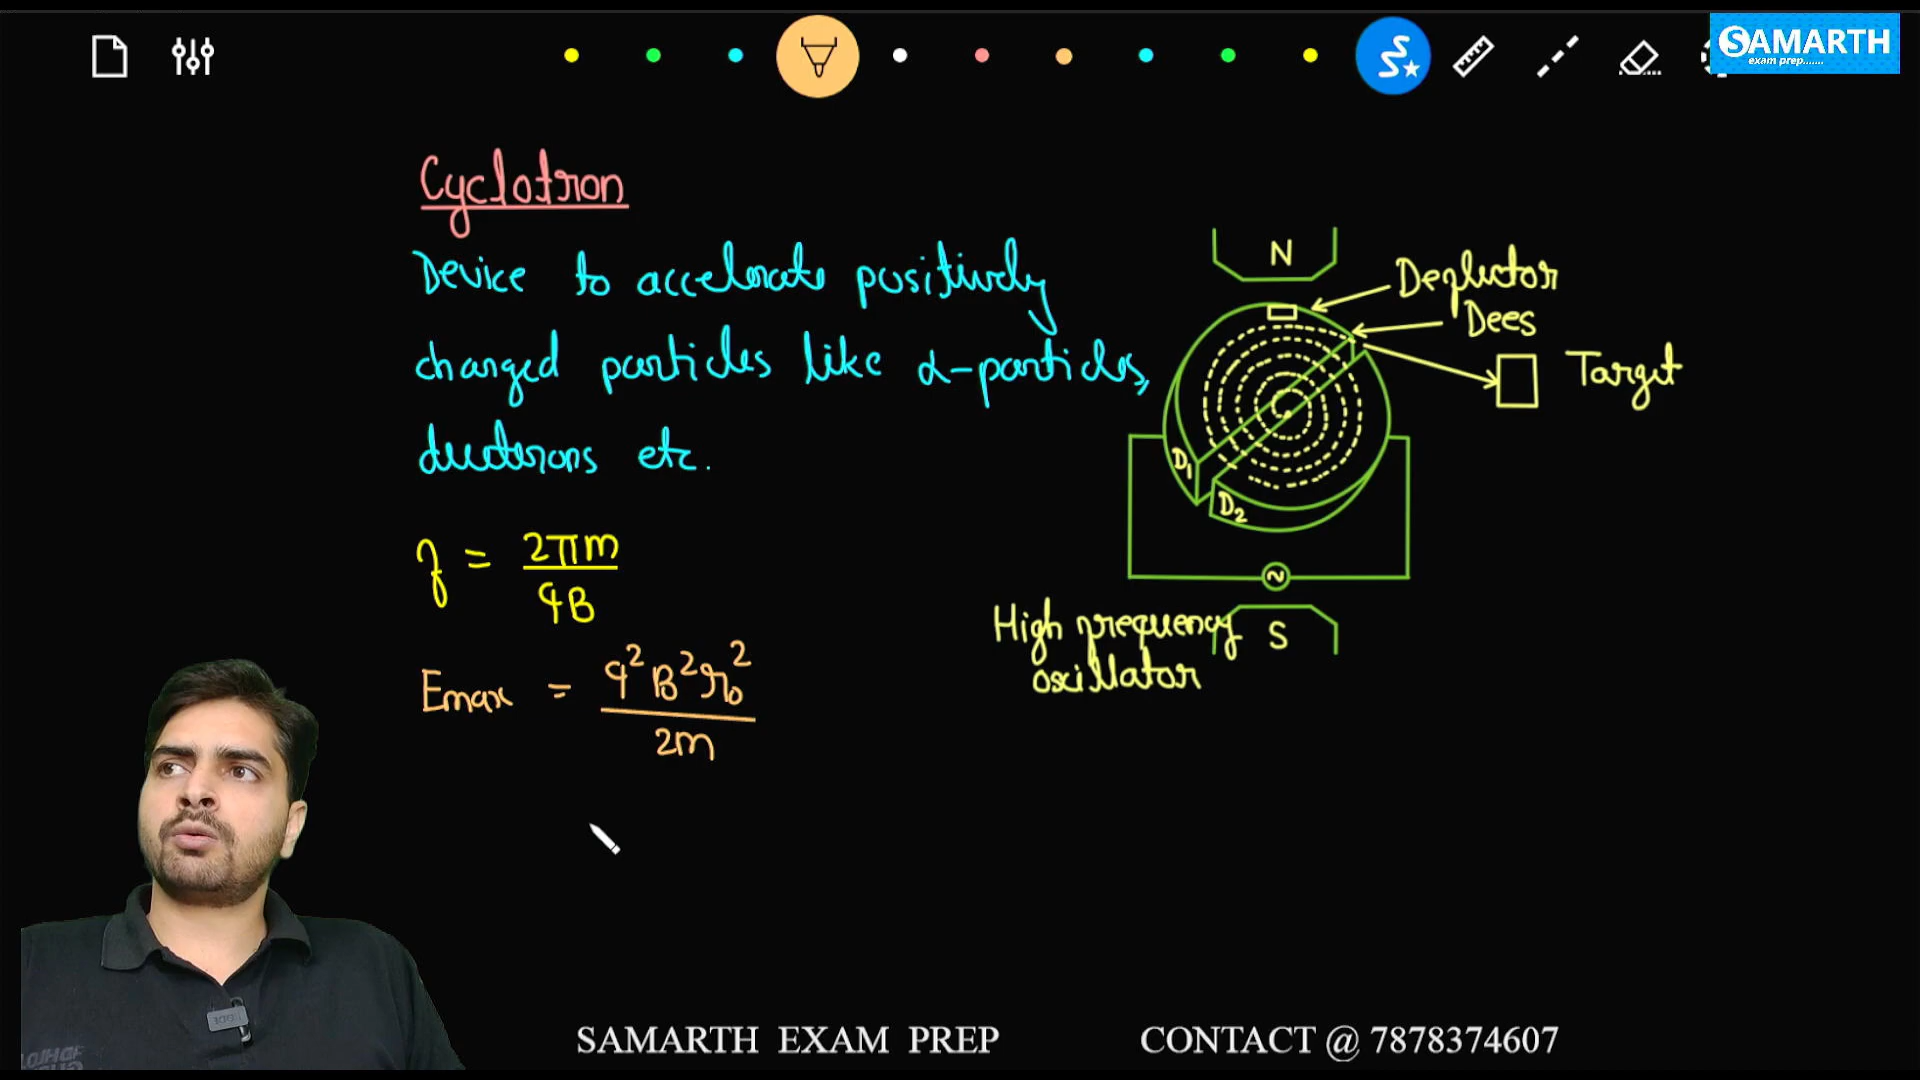 SAMARTH
exam prep.......
Cyclotron
Device to accelerate positively
charged particles like α-particles,
deuterons etc.
f = 2πm / qB
Emax = q²B²r₀² / 2m
N
Deflector
Dees
Target
D₁
D₂
~
High frequency
oscillator
S
SAMARTH EXAM PREP
CONTACT @ 7878374607